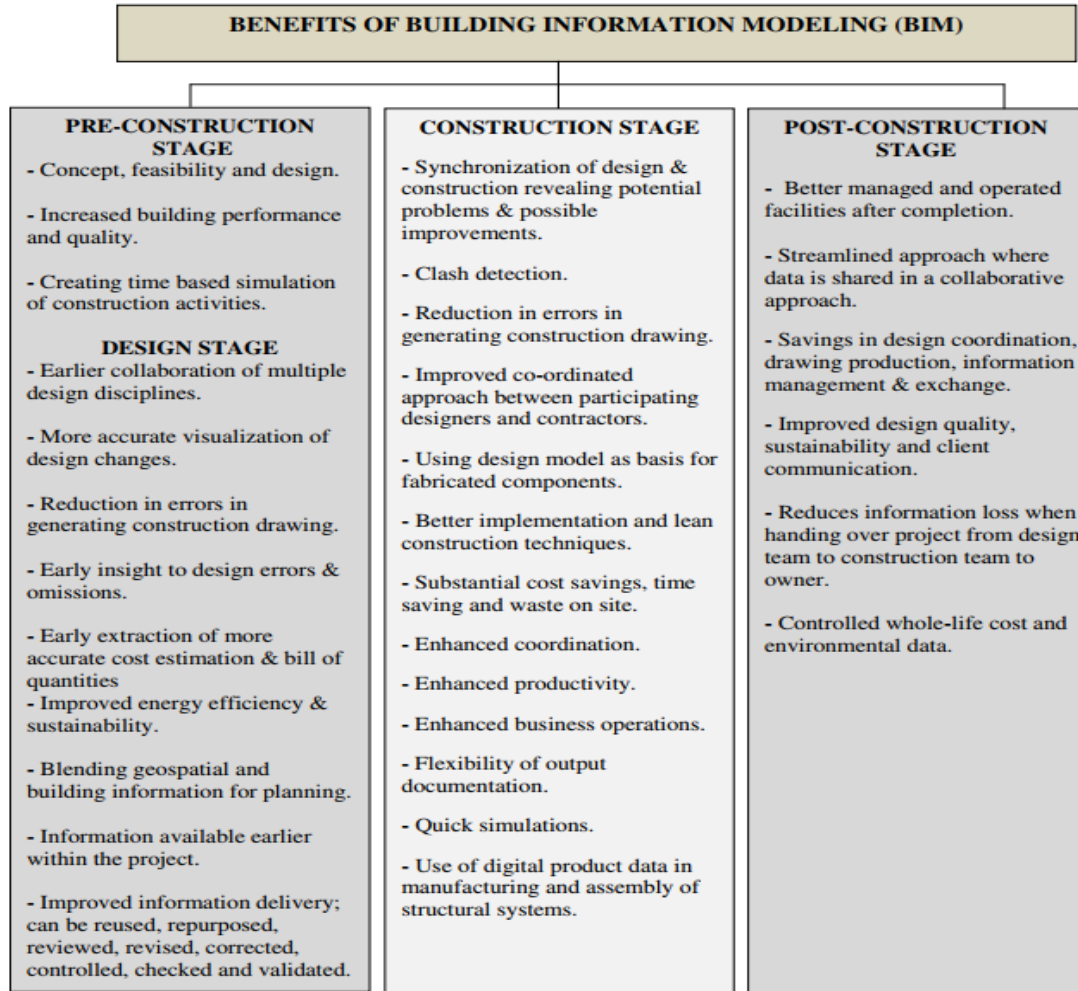 BENEFITS OF BUILDING INFORMATION MODELING (BIM)
PRE-CONSTRUCTION
STAGE
- Concept, feasibility and design.
- Increased building performance
and quality.
- Creating time based simulation
of construction activities.
DESIGN STAGE
- Earlier collaboration of multiple
design disciplines.
- More accurate visualization of
design changes.
- Reduction in errors in
generating construction drawing.
- Early insight to design errors &
omissions.
- Early extraction of more
accurate cost estimation & bill of
quantities
- Improved energy efficiency &
sustainability.
- Blending geospatial and
building information for planning.
- Information available earlier
within the project.
- Improved information delivery;
can be reused, repurposed,
reviewed, revised, corrected,
controlled, checked and validated.
CONSTRUCTION STAGE
- Synchronization of design &
construction revealing potential
problems & possible
improvements.
- Clash detection.
- Reduction in errors in
generating construction drawing.
- Improved co-ordinated
approach between participating
designers and contractors.
- Using design model as basis for
fabricated components.
- Better implementation and lean
construction techniques.
- Substantial cost savings, time
saving and waste on site.
- Enhanced coordination.
- Enhanced productivity.
- Enhanced business operations.
- Flexibility of output
documentation.
- Quick simulations.
- Use of digital product data in
manufacturing and assembly of
structural systems.
POST-CONSTRUCTION
STAGE
- Better managed and operated
facilities after completion.
- Streamlined approach where
data is shared in a collaborative
approach.
- Savings in design coordination,
drawing production, information
management & exchange.
- Improved design quality,
sustainability and client
communication.
- Reduces information loss when
handing over project from design
team to construction team to
owner.
- Controlled whole-life cost and
environmental data.